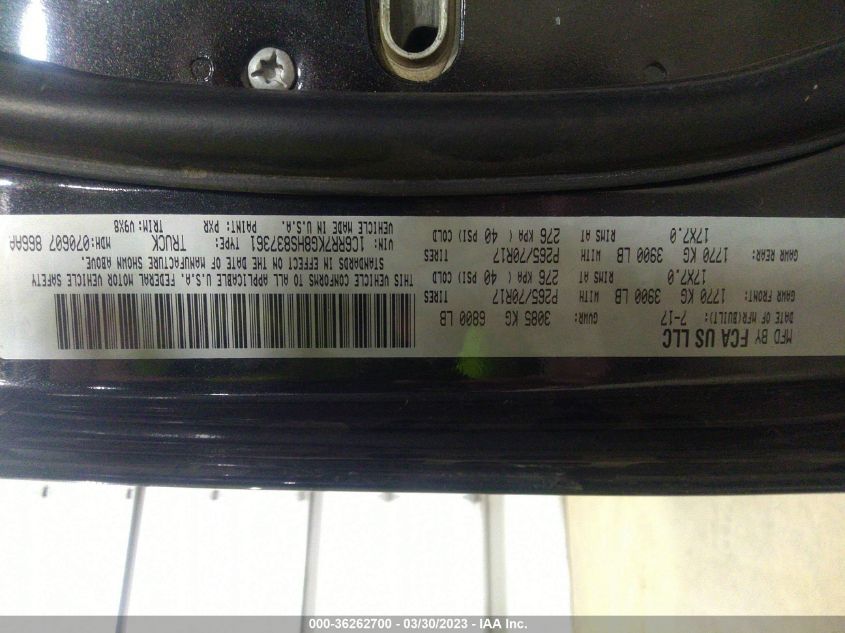 MFD BY FCA US LLC
DATE OF MFR(BUILT): 7-17 GVWR: 3085 KG 6800 LB
GAWR FRONT: 1770 KG 3900 LB WITH P265/70R17 TIRES
17X7.0 RIMS AT 276 KPA ( 40 PSI) COLD
GAWR REAR: 1770 KG 3900 LB WITH P265/70R17 TIRES
17X7.0 RIMS AT 276 KPA ( 40 PSI) COLD
THIS VEHICLE CONFORMS TO ALL APPLICABLE U.S.A. FEDERAL MOTOR VEHICLE SAFETY
STANDARDS IN EFFECT ON THE DATE OF MANUFACTURE SHOWN ABOVE.
VIN: 1C6RR7KG8HS837361 TYPE: TRUCK MDH:070607 866AA
VEHICLE MADE IN U.S.A. PAINT: PXR TRIM: V9X8
000-36262700 - 03/30/2023 - IAA Inc.